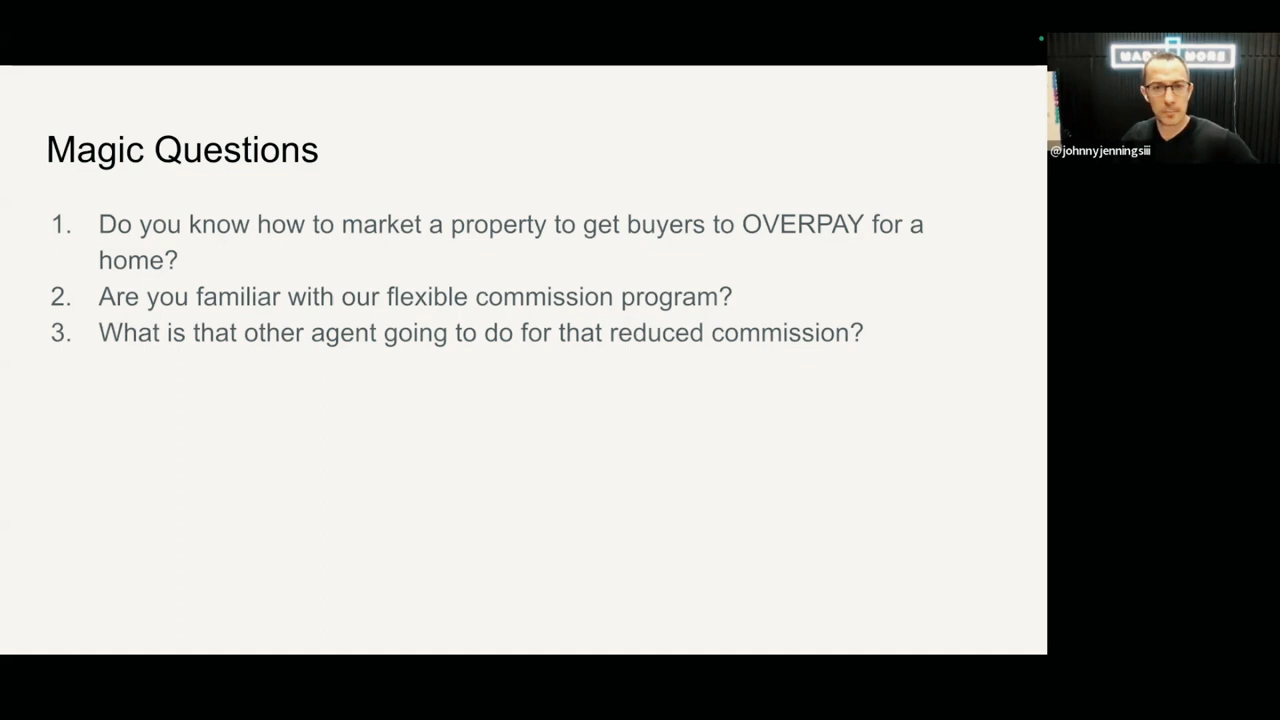 Magic Questions
1. Do you know how to market a property to get buyers to OVERPAY for a
home?
2. Are you familiar with our flexible commission program?
3. What is that other agent going to do for that reduced commission?
@johnnyjenningsiii